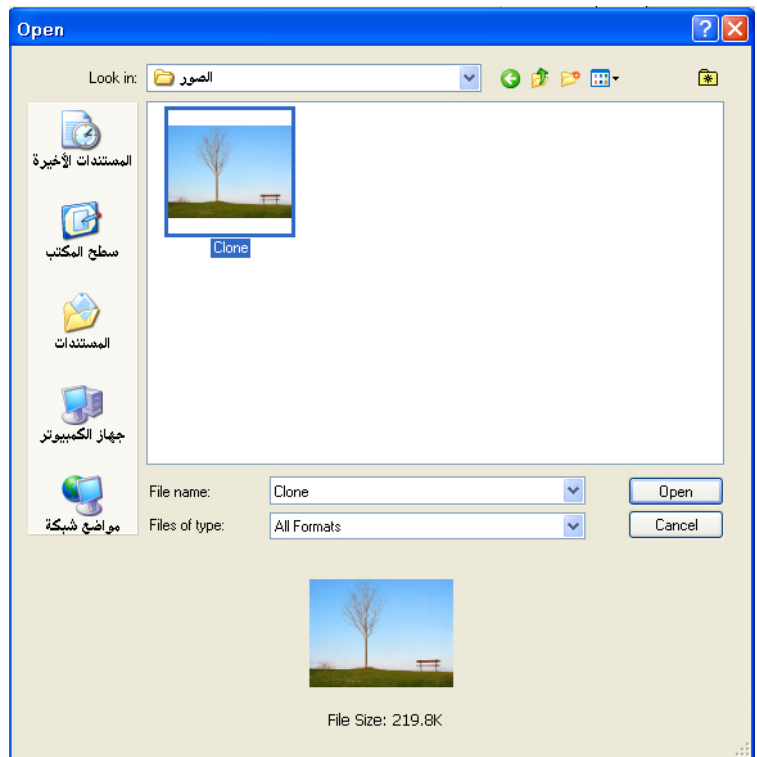 Open
Look in:
الصور
المستندات الأخيرة
سطح المكتب
المستندات
جهاز الكمبيوتر
مواضع شبكة
Clone
File name:
Clone
Open
Files of type:
All Formats
Cancel
File Size: 219.8K